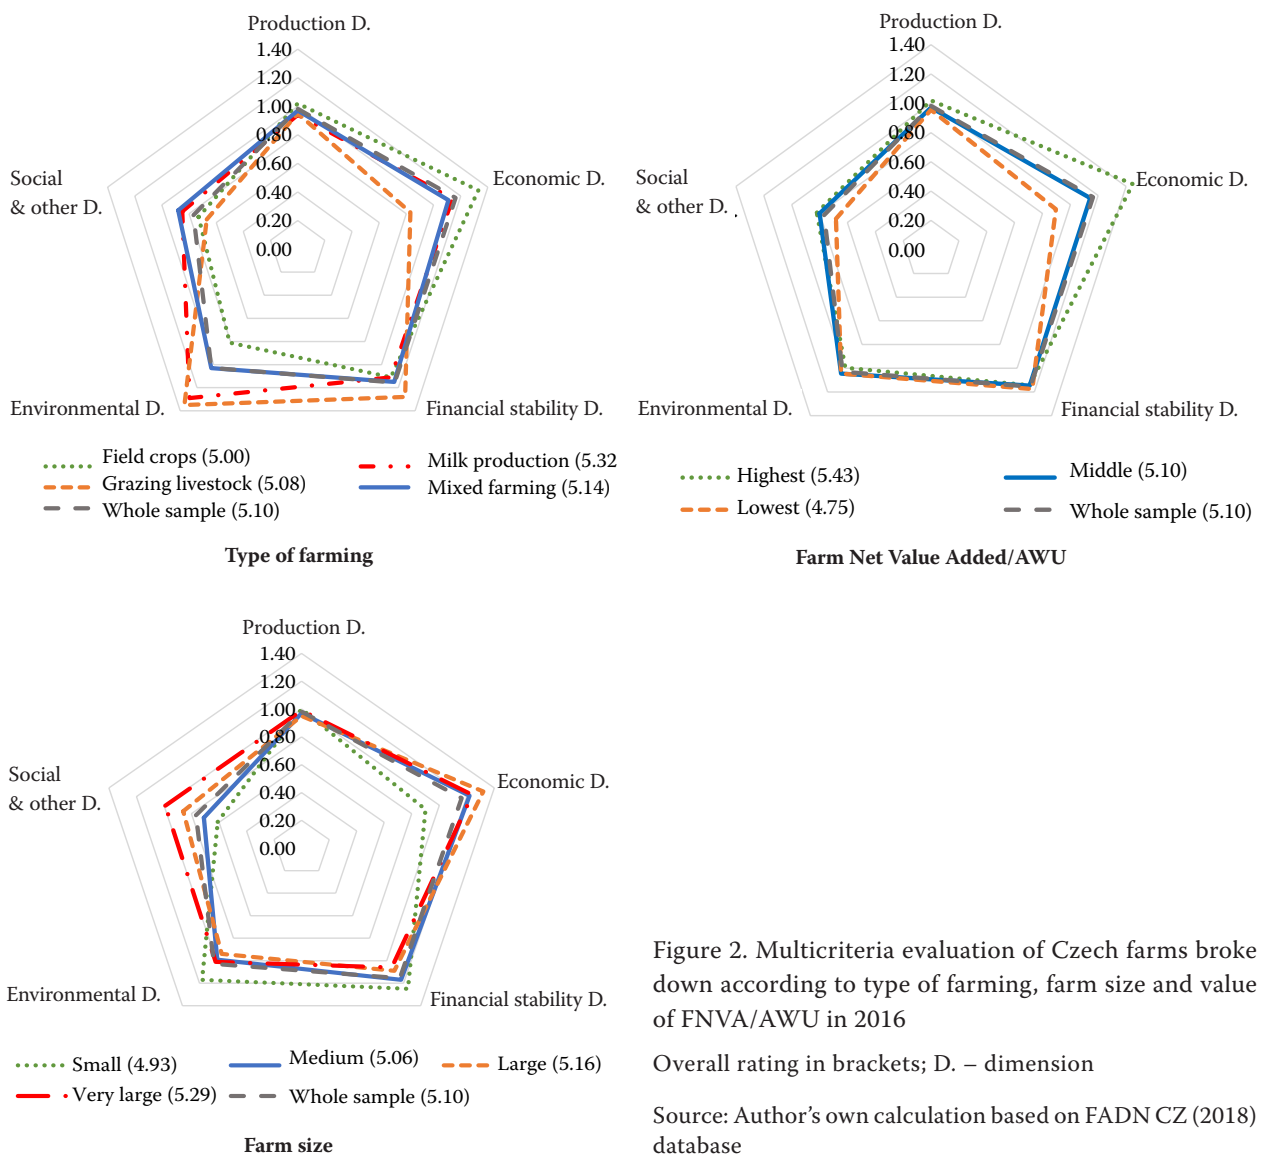 Production D.
1.40
1.20
1.00
0.80
0.60
0.40
0.20
0.00
Social
& other D.
Economic D.
Environmental D.
Financial stability D.
Field crops (5.00)
Milk production (5.32
Grazing livestock (5.08)
Mixed farming (5.14)
Whole sample (5.10)
Type of farming
Production D.
1.40
1.20
1.00
0.80
0.60
0.40
0.20
0.00
Social
& other D.
Economic D.
Environmental D.
Financial stability D.
Highest (5.43)
Middle (5.10)
Lowest (4.75)
Whole sample (5.10)
Farm Net Value Added/AWU
Production D.
1.40
1.20
1.00
0.80
0.60
0.40
0.20
0.00
Social
& other D.
Economic D.
Environmental D.
Financial stability D.
Small (4.93)
Medium (5.06)
Large (5.16)
Very large (5.29)
Whole sample (5.10)
Farm size
Figure 2. Multicriteria evaluation of Czech farms broke
down according to type of farming, farm size and value
of FNVA/AWU in 2016
Overall rating in brackets; D. – dimension
Source: Author's own calculation based on FADN CZ (2018)
database